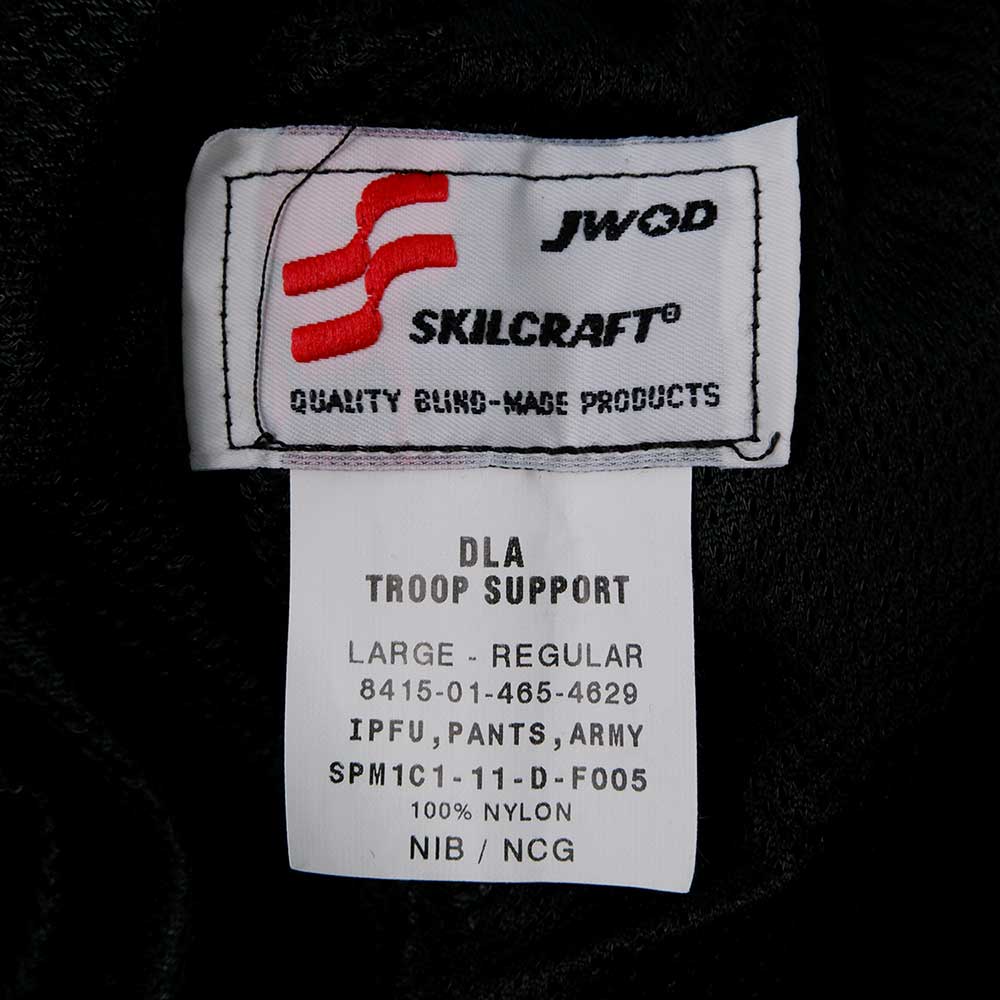 JWOD
SKILCRAFT®
QUALITY BLIND-MADE PRODUCTS
DLA
TROOP SUPPORT
LARGE - REGULAR
8415-01-465-4629
IPFU,PANTS,ARMY
SPM1C1-11-D-F005
100% NYLON
NIB / NCG